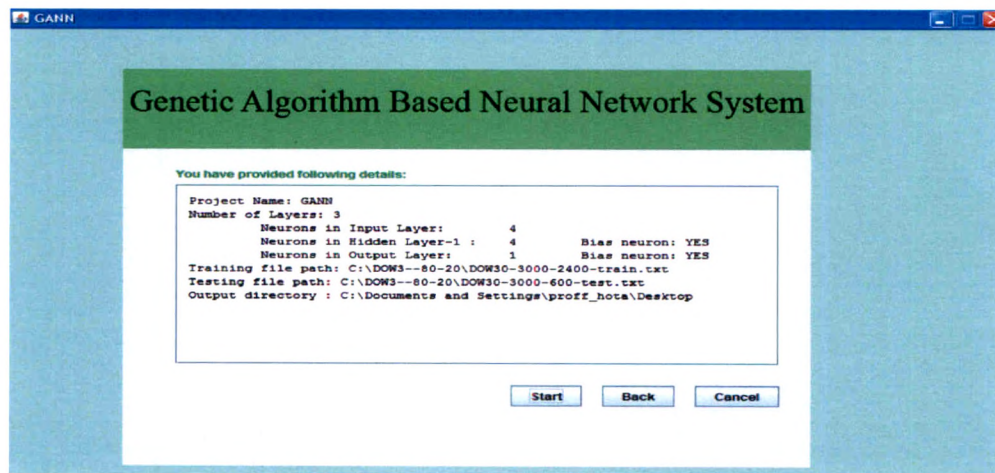 GANN
Genetic Algorithm Based Neural Network System
You have provided following details:
Project Name: GANN
Number of Layers: 3
Neurons in Input Layer: 4
Neurons in Hidden Layer-1 : 4 Bias neuron: YES
Neurons in Output Layer: 1 Bias neuron: YES
Training file path: C:\DOW3--80-20\DOW30-3000-2400-train.txt
Testing file path: C:\DOW3--80-20\DOW30-3000-600-test.txt
Output directory : C:\Documents and Settings\proff_hota\Desktop
Start Back Cancel